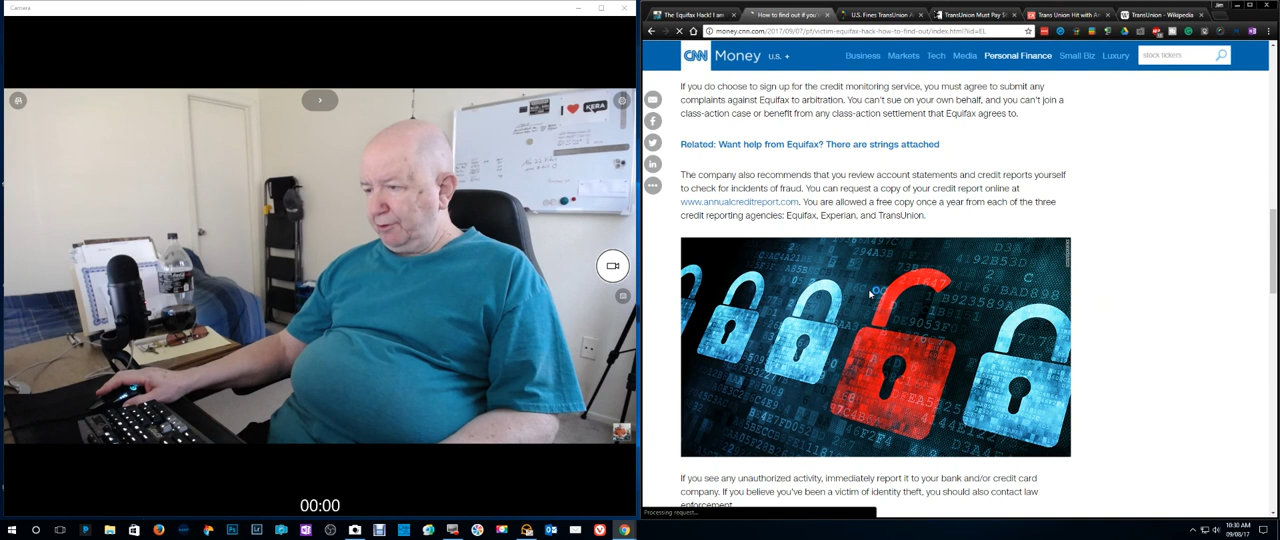 Camera
I ♥ KERA
00:00
The Equifax Hack! I am
How to find out if you'r
U.S. Fines TransUnion A
TransUnion Must Pay $
Trans Union Hit with A
TransUnion - Wikipedia
Jim
money.cnn.com/2017/09/07/pf/victim-equifax-hack-how-to-find-out/index.html?iid=EL
CNN Money U.S. +
Business Markets Tech Media Personal Finance Small Biz Luxury
stock tickers
If you do choose to sign up for the credit monitoring service, you must agree to submit any
complaints against Equifax to arbitration. You can't sue on your own behalf, and you can't join a
class-action case or benefit from any class-action settlement that Equifax agrees to.
Related: Want help from Equifax? There are strings attached
The company also recommends that you review account statements and credit reports yourself
to check for incidents of fraud. You can request a copy of your credit report online at
www.annualcreditreport.com. You are allowed a free copy once a year from each of the three
credit reporting agencies: Equifax, Experian, and TransUnion.
If you see any unauthorized activity, immediately report it to your bank and/or credit card
company. If you believe you've been a victim of identity theft, you should also contact law
enforcement.
Processing request...
10:30 AM
09/08/17